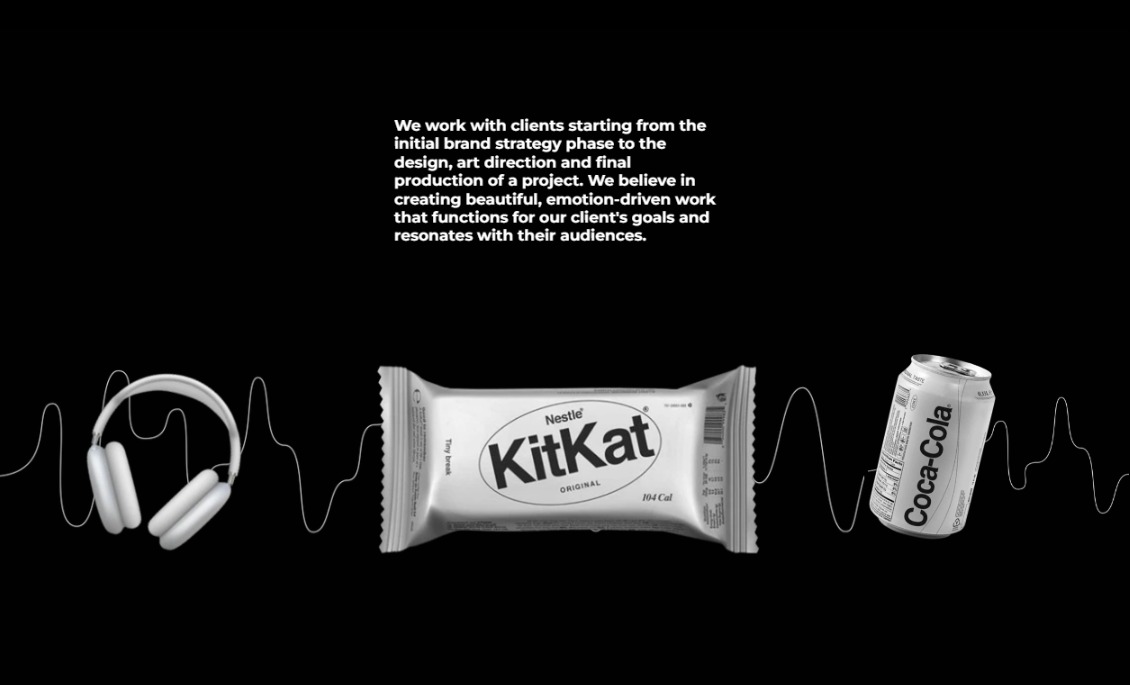 We work with clients starting from the
initial brand strategy phase to the
design, art direction and final
production of a project. We believe in
creating beautiful, emotion-driven work
that functions for our client's goals and
resonates with their audiences.
Tiny break
Nestle®
KitKat®
ORIGINAL
104 Cal
Coca-Cola®